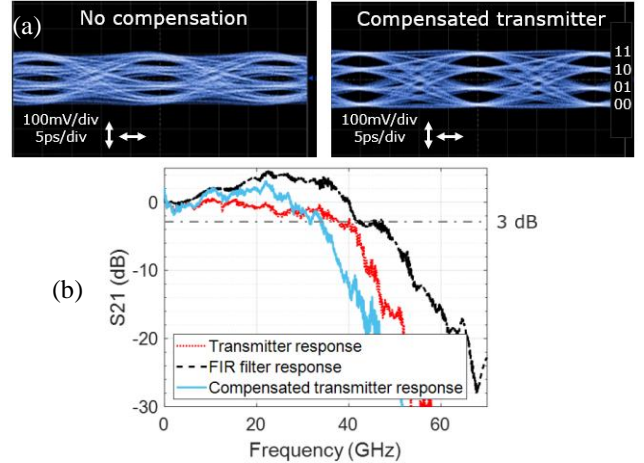 (a)
No compensation
100mV/div
5ps/div
Compensated transmitter
11
10
01
00
100mV/div
5ps/div
(b)
S21 (dB)
0
-10
-20
-30
3 dB
Transmitter response
FIR filter response
Compensated transmitter response
0
20
40
60
Frequency (GHz)